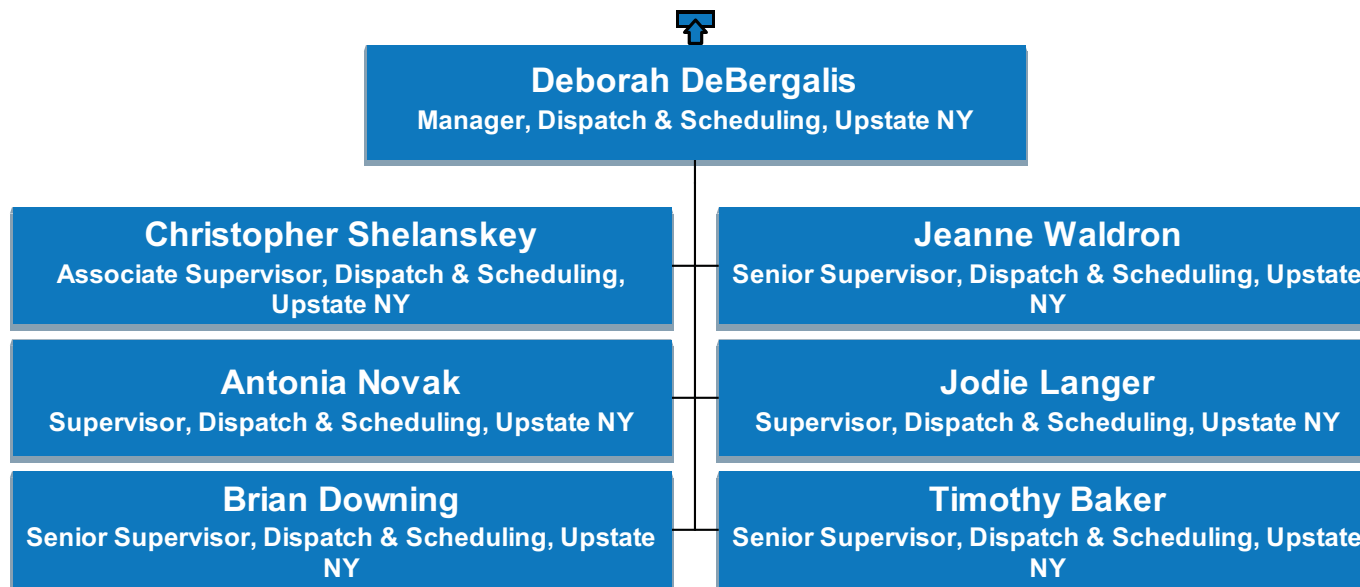 Deborah DeBergalis
Manager, Dispatch & Scheduling, Upstate NY
Christopher Shelanskey
Associate Supervisor, Dispatch & Scheduling,
Upstate NY
Jeanne Waldron
Senior Supervisor, Dispatch & Scheduling, Upstate
NY
Antonia Novak
Supervisor, Dispatch & Scheduling, Upstate NY
Jodie Langer
Supervisor, Dispatch & Scheduling, Upstate NY
Brian Downing
Senior Supervisor, Dispatch & Scheduling, Upstate
NY
Timothy Baker
Senior Supervisor, Dispatch & Scheduling, Upstate
NY